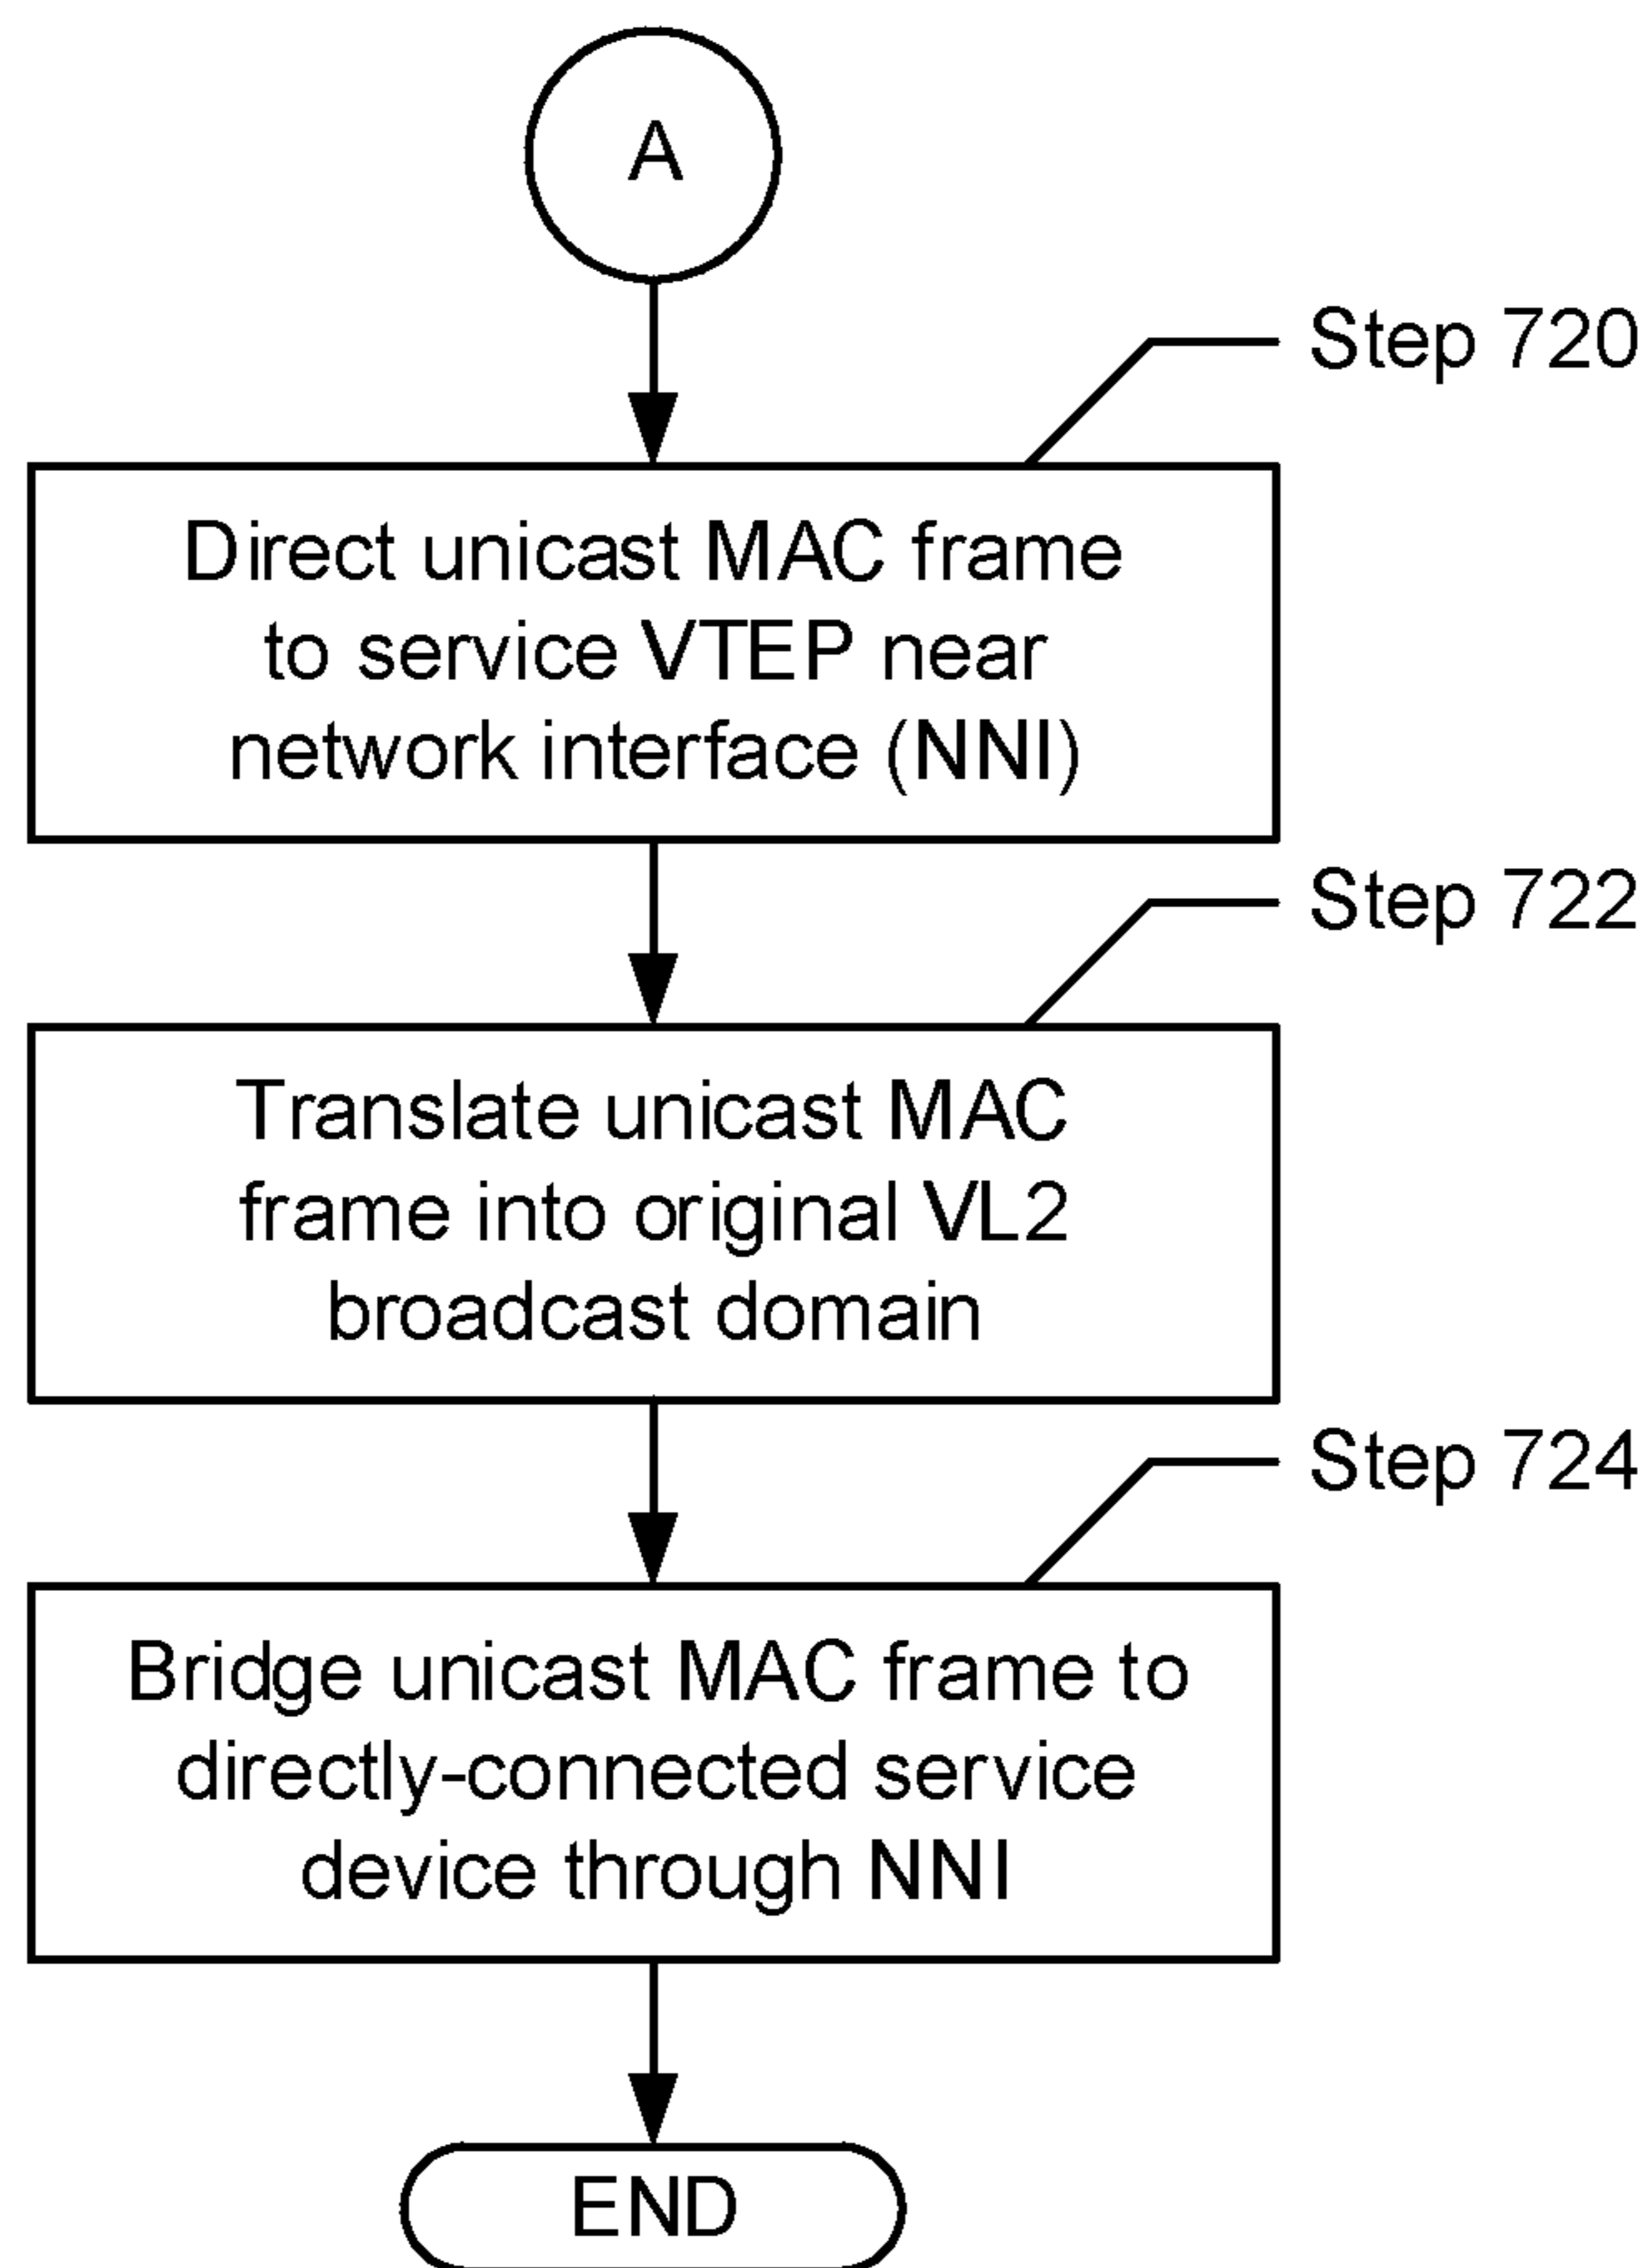 A
Step 720
Direct unicast MAC frame
to service VTEP near
network interface (NNI)
Step 722
Translate unicast MAC
frame into original VL2
broadcast domain
Step 724
Bridge unicast MAC frame to
directly-connected service
device through NNI
END